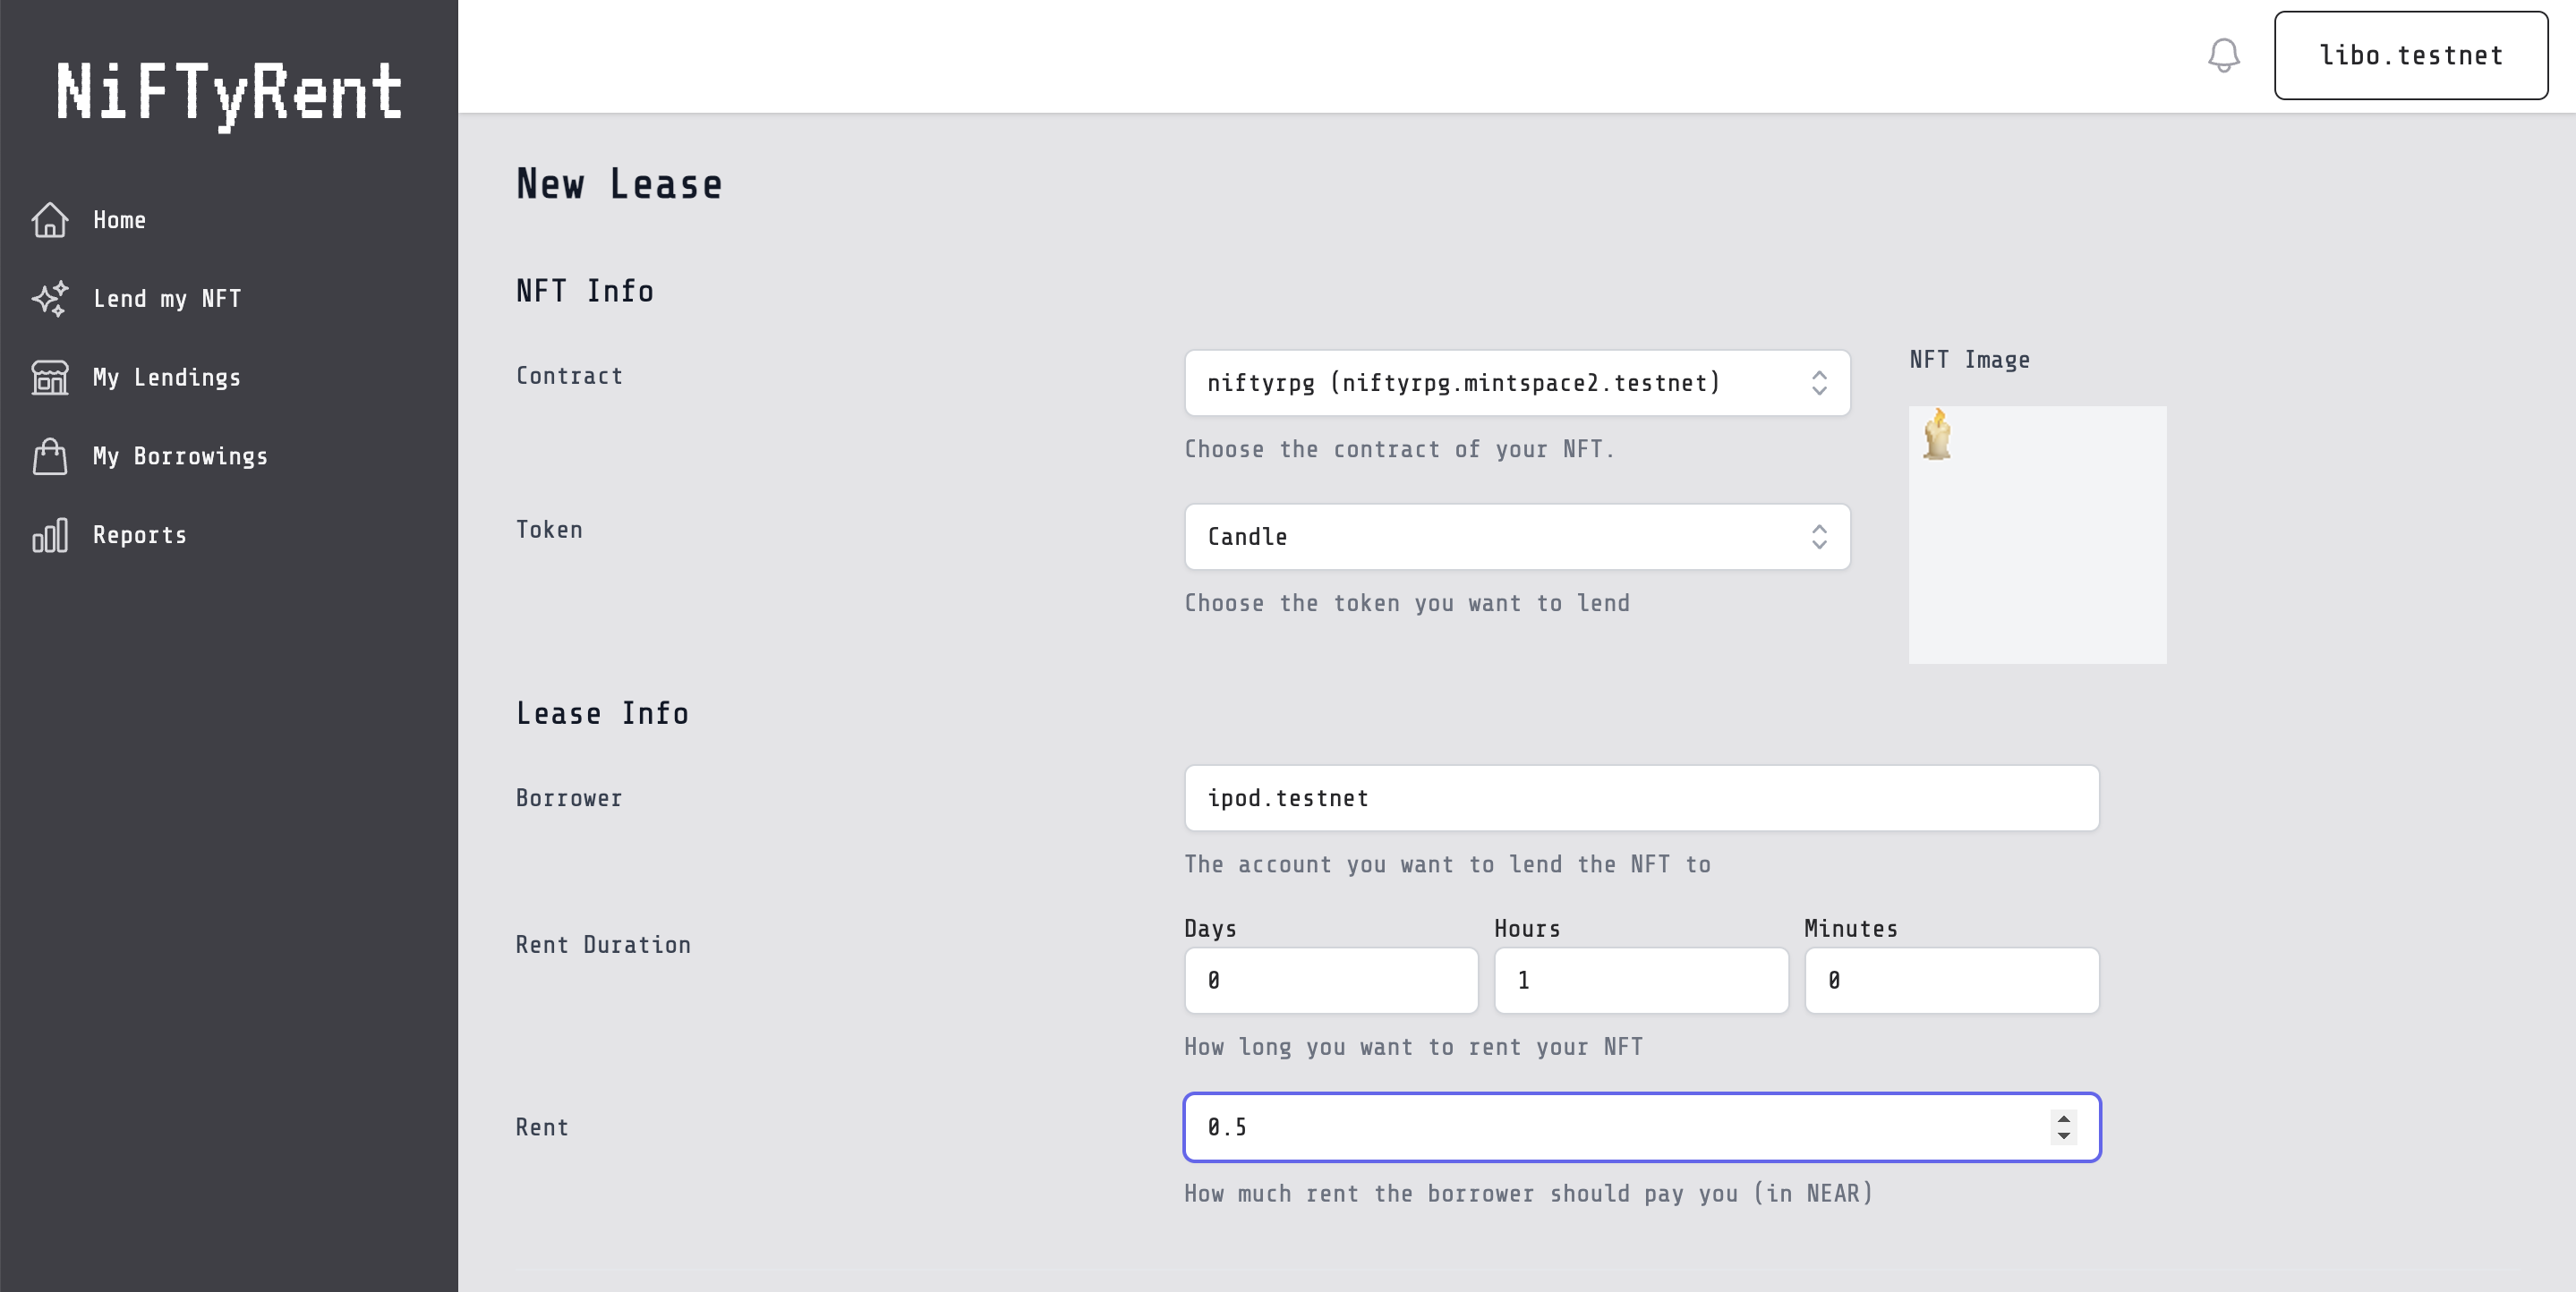 NiFTyRent
libo.testnet
Home
Lend my NFT
My Lendings
My Borrowings
Reports
New Lease
NFT Info
Contract
niftyrpg (niftyrpg.mintspace2.testnet)
Choose the contract of your NFT.
NFT Image
Token
Candle
Choose the token you want to lend
Lease Info
Borrower
ipod.testnet
The account you want to lend the NFT to
Rent Duration
Days Hours Minutes
0 1 0
How long you want to rent your NFT
Rent
0.5
How much rent the borrower should pay you (in NEAR)